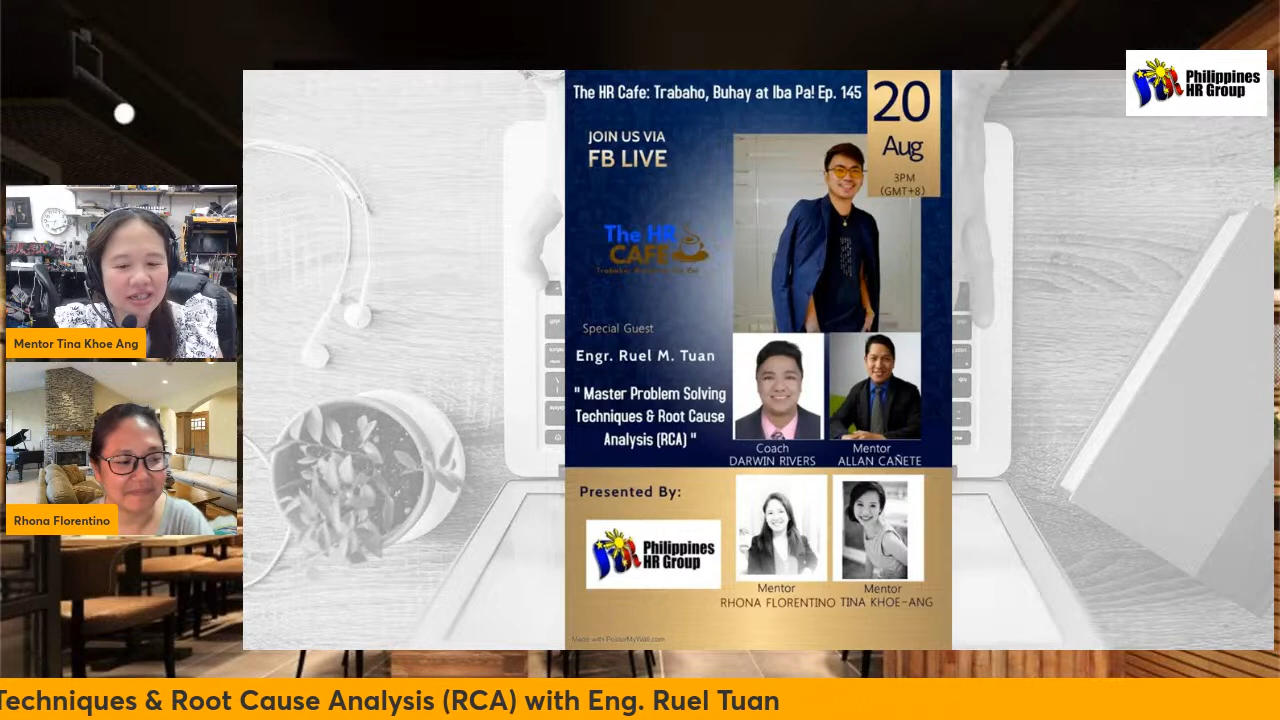 Philippines
HR Group
The HR Cafe: Trabaho, Buhay at Iba Pa! Ep. 145
20
Aug
3PM
(GMT+8)
JOIN US VIA
FB LIVE
The HR
CAFE
Special Guest
Engr. Ruel M. Tuan
" Master Problem Solving
Techniques & Root Cause
Analysis (RCA) "
Coach
DARWIN RIVERS
Mentor
ALLAN CAÑETE
Presented By:
Philippines
HR Group
Mentor
RHONA FLORENTINO
Mentor
TINA KHOE-ANG
Made with PosterMyWall.com
Mentor Tina Khoe Ang
Rhona Florentino
Techniques & Root Cause Analysis (RCA) with Eng. Ruel Tuan